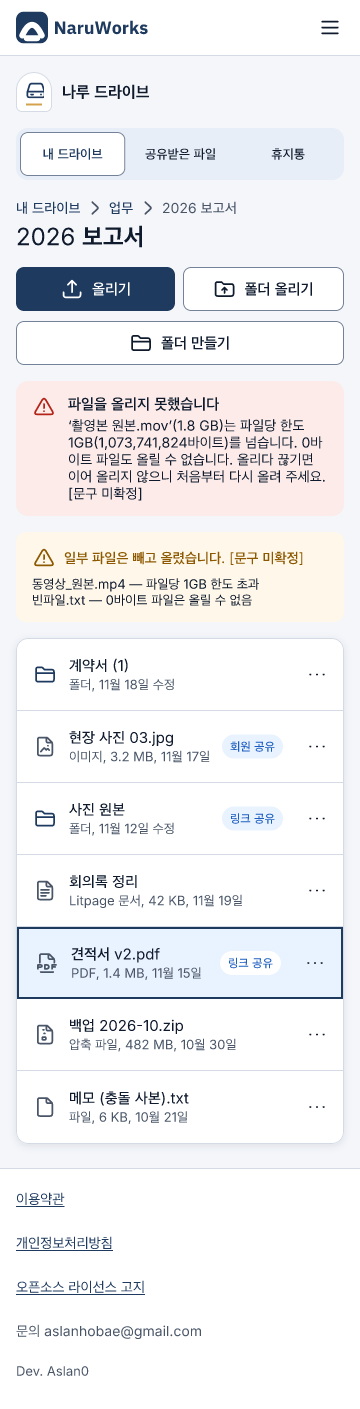 NaruWorks
나루 드라이브
내 드라이브
공유받은 파일
휴지통
내 드라이브 > 업무 > 2026 보고서
2026 보고서
올리기
폴더 올리기
폴더 만들기
파일을 올리지 못했습니다
‘촬영본 원본.mov’(1.8 GB)는 파일당 한도
1GB(1,073,741,824바이트)를 넘습니다. 0바
이트 파일도 올릴 수 없습니다. 올리다 끊기면
이어 올리지 않으니 처음부터 다시 올려 주세요.
[문구 미확정]
일부 파일은 빼고 올렸습니다. [문구 미확정]
동영상_원본.mp4 — 파일당 1GB 한도 초과
빈파일.txt — 0바이트 파일은 올릴 수 없음
계약서 (1)
폴더, 11월 18일 수정
현장 사진 03.jpg
이미지, 3.2 MB, 11월 17일
회원 공유
사진 원본
폴더, 11월 12일 수정
링크 공유
회의록 정리
Litpage 문서, 42 KB, 11월 19일
PDF
견적서 v2.pdf
PDF, 1.4 MB, 11월 15일
링크 공유
백업 2026-10.zip
압축 파일, 482 MB, 10월 30일
메모 (충돌 사본).txt
파일, 6 KB, 10월 21일
이용약관
개인정보처리방침
오픈소스 라이선스 고지
문의 aslanhobae@gmail.com
Dev. Aslan0